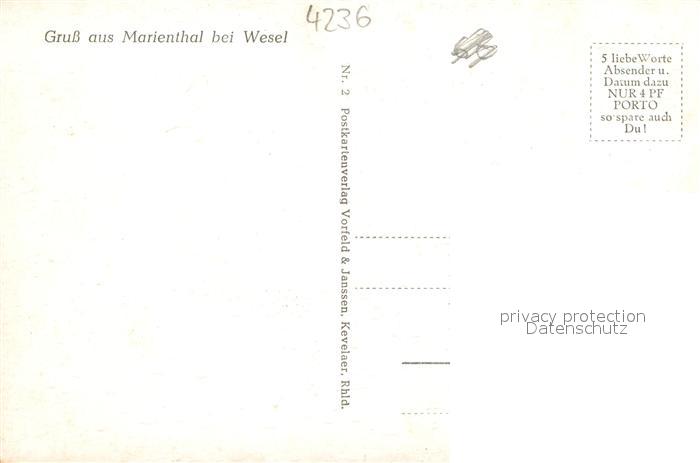 4236
Gruß aus Marienthal bei Wesel
5 liebe Worte
Absender u.
Datum dazu
NUR 4 PF
PORTO
so spare auch
Du!
Nr. 2 Postkartenverlag Vorfeld & Janssen, Kevelaer, Rhld.
privacy protection
Datenschutz